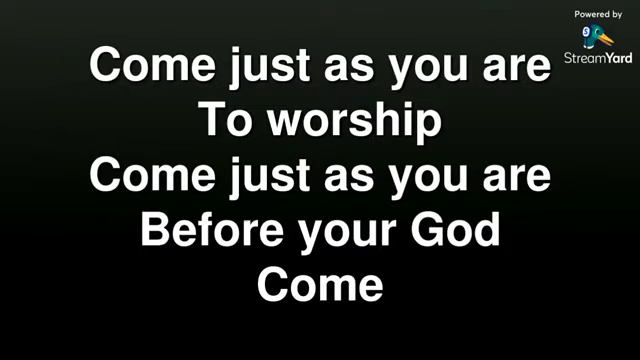 Powered by
StreamYard
Come just as you are
To worship
Come just as you are
Before your God
Come